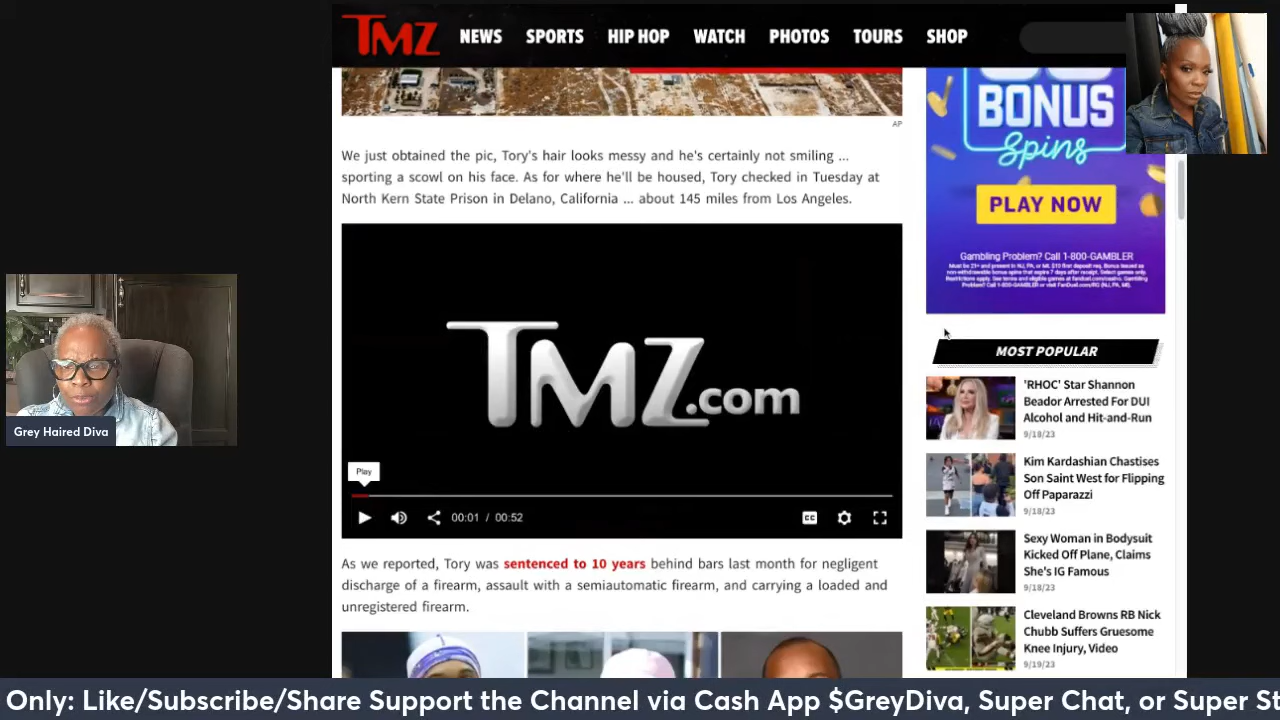 TMZ
NEWS SPORTS HIP HOP WATCH PHOTOS TOURS SHOP
AP
We just obtained the pic, Tory's hair looks messy and he's certainly not smiling ...
sporting a scowl on his face. As for where he'll be housed, Tory checked in Tuesday at
North Kern State Prison in Delano, California ... about 145 miles from Los Angeles.
TMZ.com
Play
00:01 / 00:52
CC
As we reported, Tory was sentenced to 10 years behind bars last month for negligent
discharge of a firearm, assault with a semiautomatic firearm, and carrying a loaded and
unregistered firearm.
BONUS
Spins
PLAY NOW
Gambling Problem? Call 1-800-GAMBLER
MOST POPULAR
'RHOC' Star Shannon
Beador Arrested For DUI
Alcohol and Hit-and-Run
9/18/23
Kim Kardashian Chastises
Son Saint West for Flipping
Off Paparazzi
9/18/23
Sexy Woman in Bodysuit
Kicked Off Plane, Claims
She's IG Famous
9/18/23
Cleveland Browns RB Nick
Chubb Suffers Gruesome
Knee Injury, Video
9/19/23
Grey Haired Diva
Only: Like/Subscribe/Share Support the Channel via Cash App $GreyDiva, Super Chat, or Super St